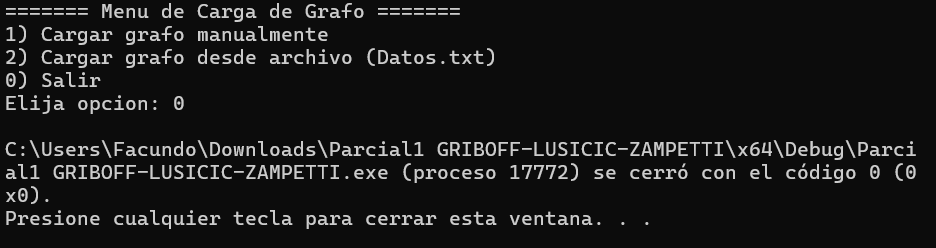 ======= Menu de Carga de Grafo =======
1) Cargar grafo manualmente
2) Cargar grafo desde archivo (Datos.txt)
0) Salir
Elija opcion: 0
C:\Users\Facundo\Downloads\Parcial1 GRIBOFF-LUSICIC-ZAMPETTI\x64\Debug\Parci
al1 GRIBOFF-LUSICIC-ZAMPETTI.exe (proceso 17772) se cerró con el código 0 (0
x0).
Presione cualquier tecla para cerrar esta ventana. . .